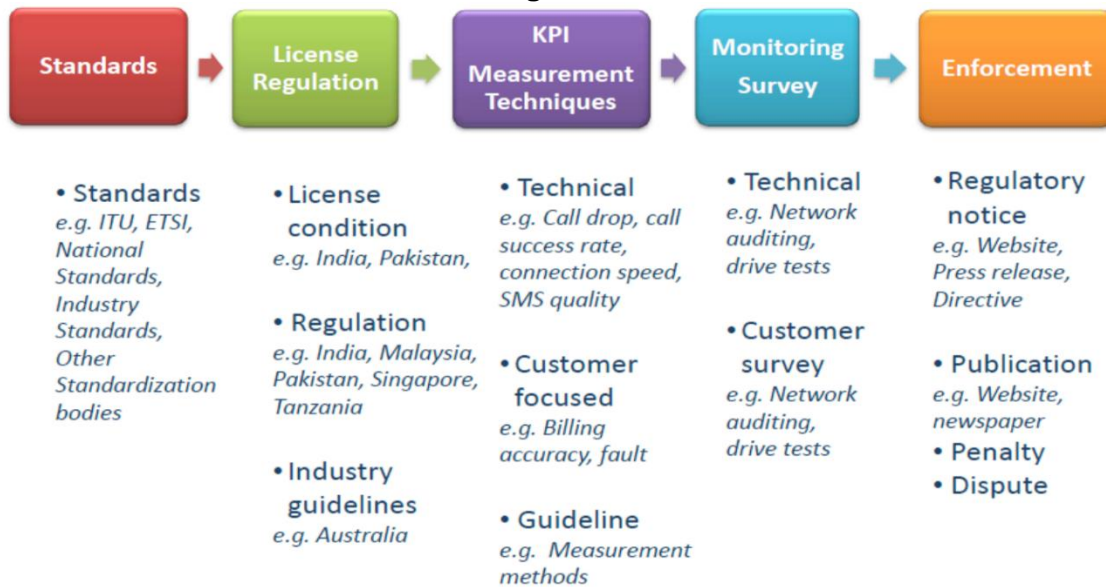 Standards
License
Regulation
KPI
Measurement
Techniques
Monitoring
Survey
Enforcement
• Standards
e.g. ITU, ETSI,
National
Standards,
Industry
Standards,
Other
Standardization
bodies
• License
condition
e.g. India, Pakistan,
• Regulation
e.g. India, Malaysia,
Pakistan, Singapore,
Tanzania
• Industry
guidelines
e.g. Australia
• Technical
e.g. Call drop, call
success rate,
connection speed,
SMS quality
• Customer
focused
e.g. Billing
accuracy, fault
• Guideline
e.g. Measurement
methods
• Technical
e.g. Network
auditing,
drive tests
• Customer
survey
e.g. Network
auditing,
drive tests
• Regulatory
notice
e.g. Website,
Press release,
Directive
• Publication
e.g. Website,
newspaper
• Penalty
• Dispute